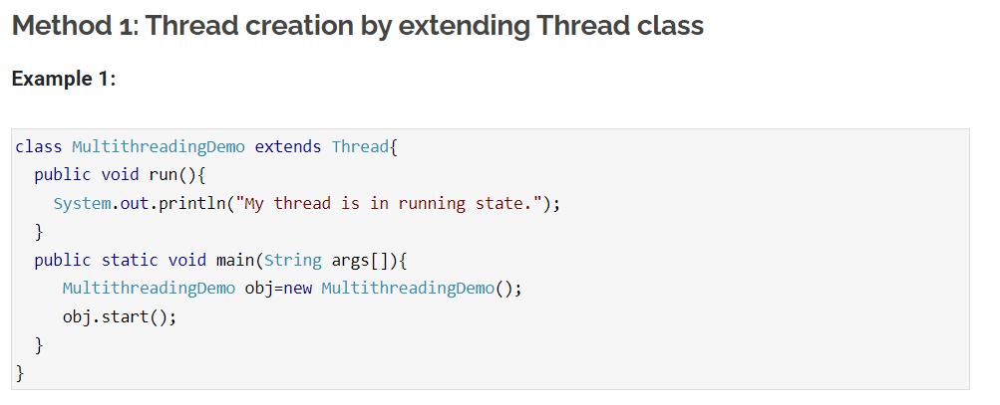 Method 1: Thread creation by extending Thread class
Example 1:
class MultithreadingDemo extends Thread{
  public void run(){
    System.out.println("My thread is in running state.");
  }
  public static void main(String args[]){
     MultithreadingDemo obj=new MultithreadingDemo();
     obj.start();
  }
}